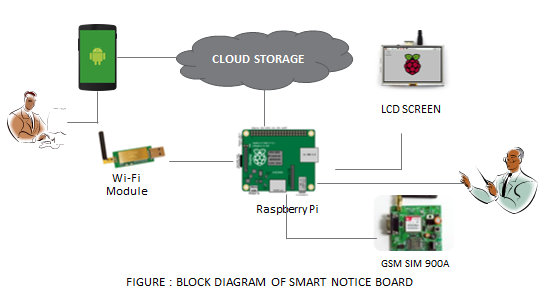 CLOUD STORAGE
LCD SCREEN
Wi-Fi
Module
Raspberry Pi
GSM SIM 900A
FIGURE : BLOCK DIAGRAM OF SMART NOTICE BOARD